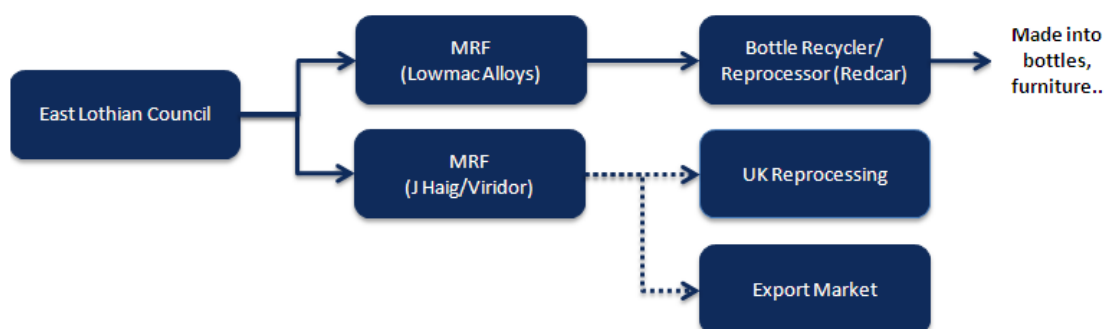 MRF
(Lowmac Alloys)
Bottle Recycler/
Reprocessor (Redcar)
Made into
bottles,
furniture..
East Lothian Council
MRF
(J Haig/Viridor)
UK Reprocessing
Export Market